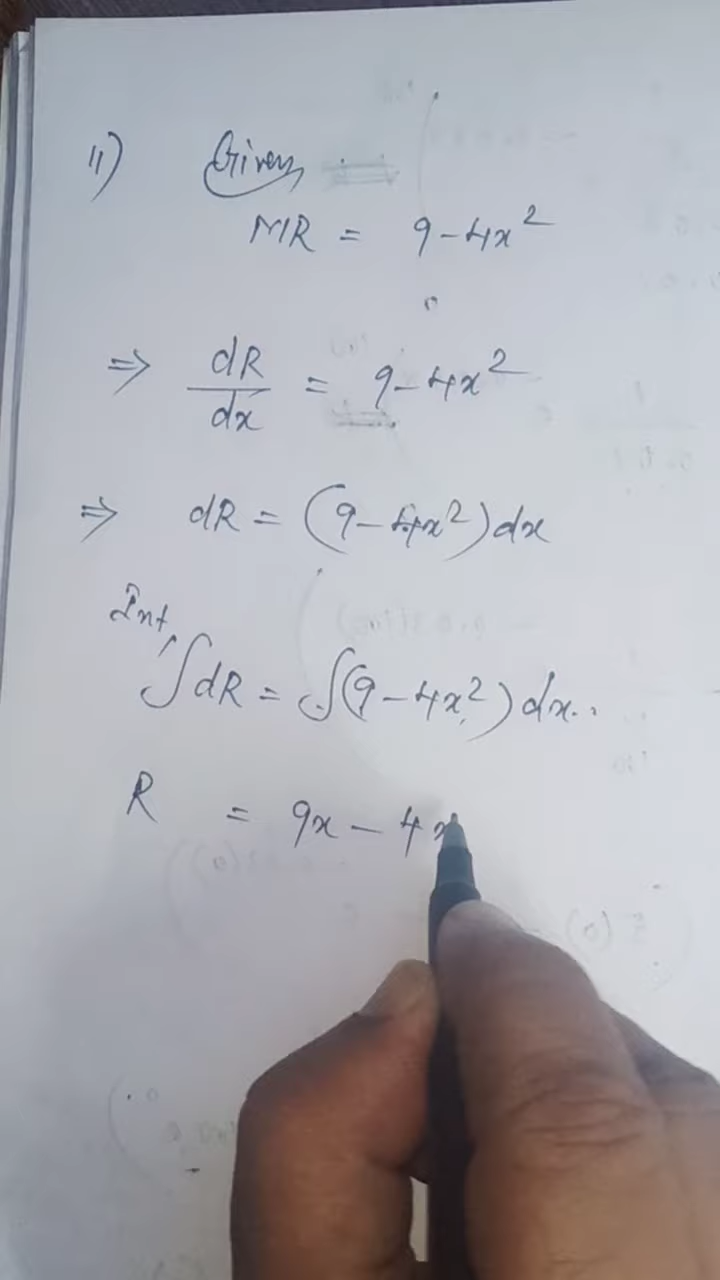 11) Given
MR = 9-4x²
⇒ dR/dx = 9-4x²
⇒ dR = (9-4x²)dx
Int,
∫dR = ∫(9-4x²)dx..
R = 9x - 4x